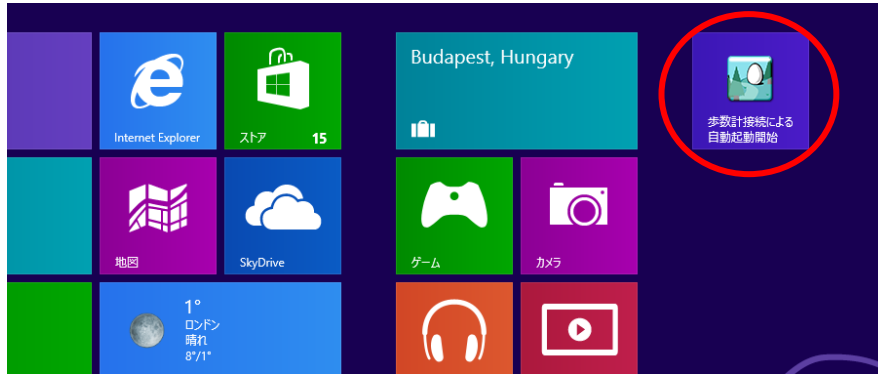 Internet Explorer
ストア
15
Budapest, Hungary
歩数計接続による
自動起動開始
地図
SkyDrive
ゲーム
カメラ
1°
ロンドン
晴れ
8°/1°